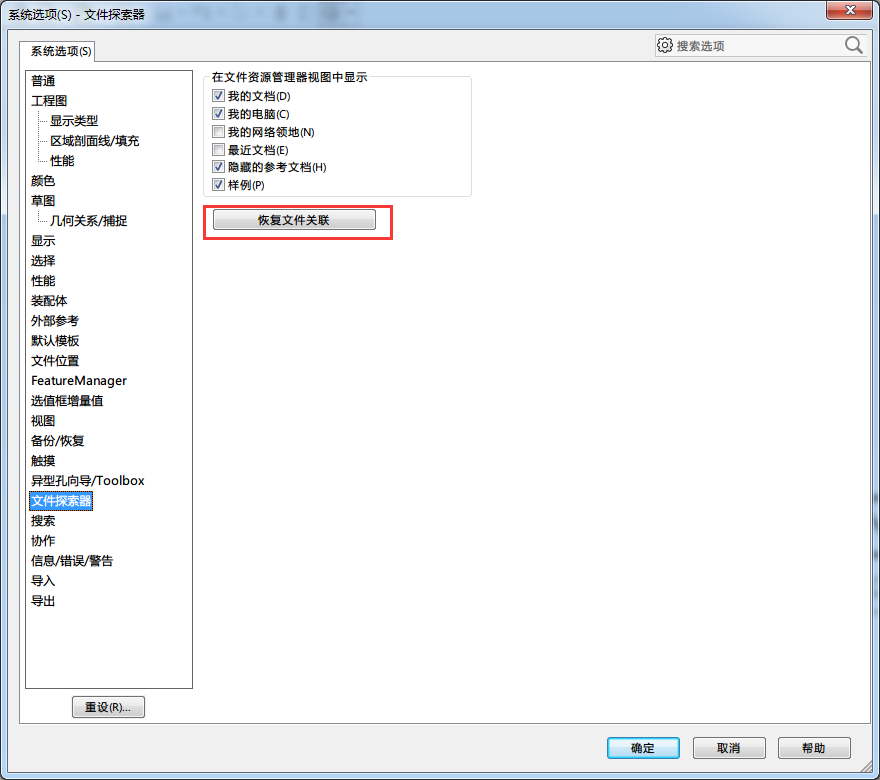 系统选项(S) - 文件探索器
系统选项(S)
搜索选项
普通
工程图
显示类型
区域剖面线/填充
性能
颜色
草图
几何关系/捕捉
显示
选择
性能
装配体
外部参考
默认模板
文件位置
FeatureManager
选值框增量值
视图
备份/恢复
触摸
异型孔向导/Toolbox
文件探索器
搜索
协作
信息/错误/警告
导入
导出
重设(R)...
在文件资源管理器视图中显示
我的文档(D)
我的电脑(C)
我的网络领地(N)
最近文档(E)
隐藏的参考文档(H)
样例(P)
恢复文件关联
确定
取消
帮助